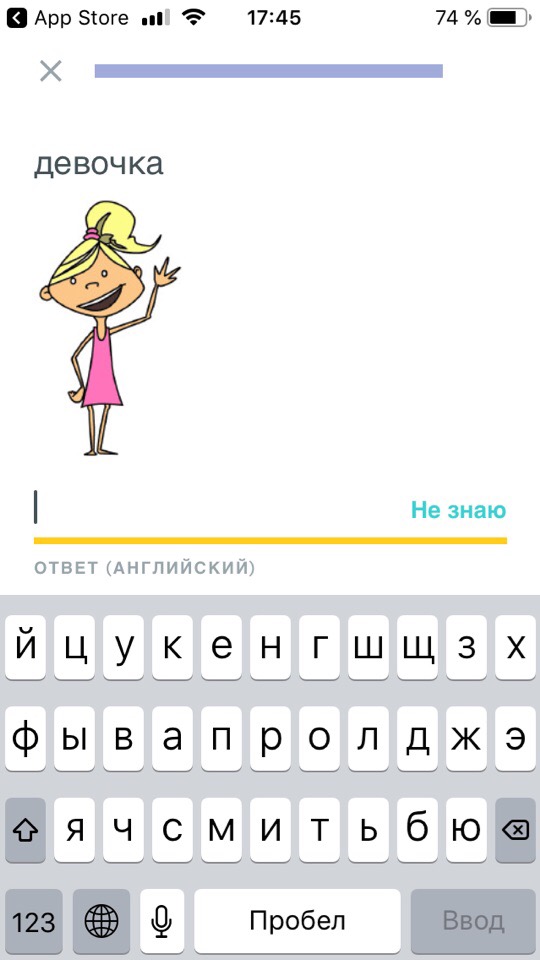 App Store 17:45 74 %
девочка
Не знаю
ОТВЕТ (АНГЛИЙСКИЙ)
й ц у к е н г ш щ з х
ф ы в а п р о л д ж э
я ч с м и т ь б ю
123 Пробел Ввод